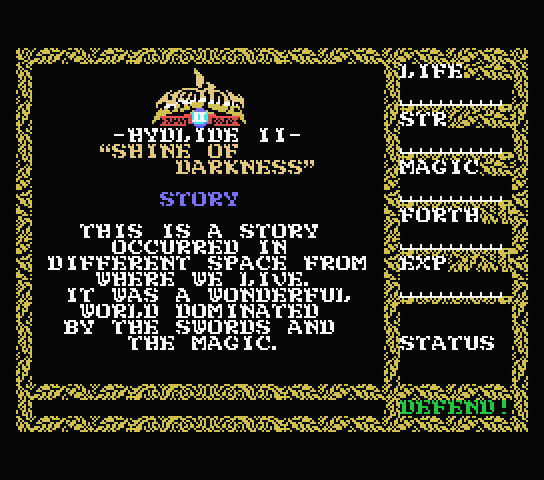 -HYDLIDE II-
"SHINE OF
DARKNESS"
STORY
THIS IS A STORY
OCCURRED IN
DIFFERENT SPACE FROM
WHERE WE LIVE.
IT WAS A WONDERFUL
WORLD DOMINATED
BY THE SWORDS AND
THE MAGIC.
LIFE
STR
MAGIC
FORTH
EXP
STATUS
DEFEND!